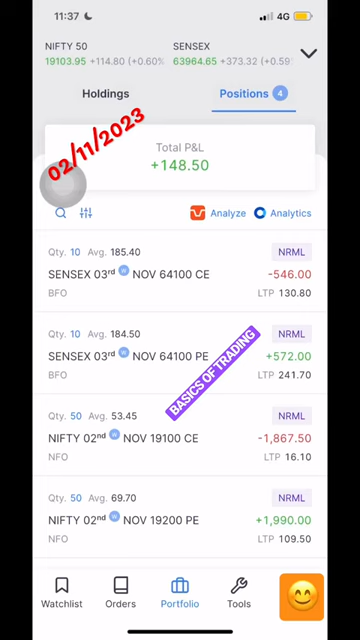 11:37
4G
NIFTY 50
SENSEX
19103.95 +114.80 (+0.60%
63964.65 +373.32 (+0.59
Holdings
Positions 4
02/11/2023
Total P&L
+148.50
Analyze
Analytics
Qty. 10 Avg. 185.40
NRML
SENSEX 03rd W NOV 64100 CE
-546.00
BFO
LTP 130.80
Qty. 10 Avg. 184.50
NRML
SENSEX 03rd W NOV 64100 PE
+572.00
BFO
LTP 241.70
BASICS OF TRADING
Qty. 50 Avg. 53.45
NRML
NIFTY 02nd W NOV 19100 CE
-1,867.50
NFO
LTP 16.10
Qty. 50 Avg. 69.70
NRML
NIFTY 02nd W NOV 19200 PE
+1,990.00
NFO
LTP 109.50
Watchlist
Orders
Portfolio
Tools